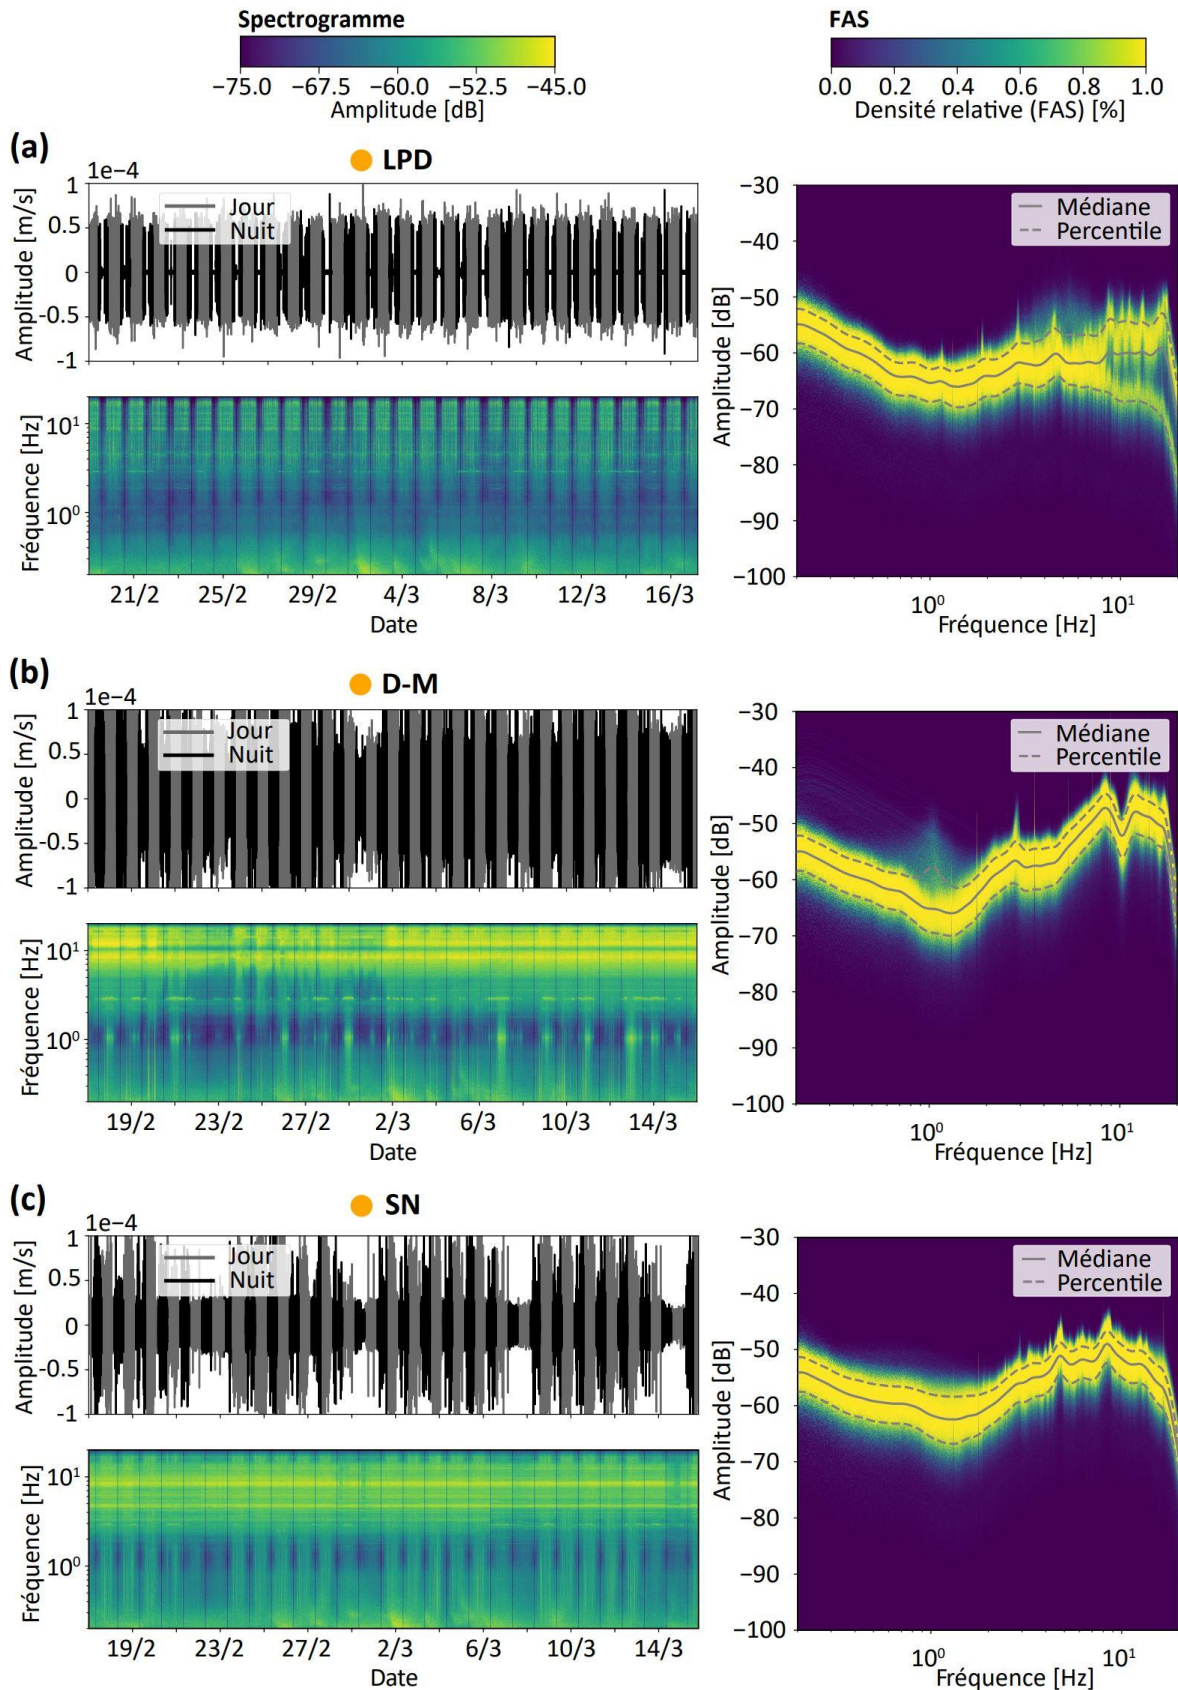 Spectrogramme
−75.0 −67.5 −60.0 −52.5 −45.0
Amplitude [dB]
FAS
0.0 0.2 0.4 0.6 0.8 1.0
Densité relative (FAS) [%]
(a)
LPD
1e−4
Amplitude [m/s]
1
0.5
0
-0.5
−1
Jour
Nuit
Fréquence [Hz]
10¹
10⁰
21/2 25/2 29/2 4/3 8/3 12/3 16/3
Date
Amplitude [dB]
−30
−40
−50
−60
−70
−80
−90
−100
Médiane
Percentile
10⁰ 10¹
Fréquence [Hz]
(b)
D-M
1e−4
Amplitude [m/s]
1
0.5
0
-0.5
−1
Jour
Nuit
Fréquence [Hz]
10¹
10⁰
19/2 23/2 27/2 2/3 6/3 10/3 14/3
Date
Amplitude [dB]
−30
−40
−50
−60
−70
−80
−90
−100
Médiane
Percentile
10⁰ 10¹
Fréquence [Hz]
(c)
SN
1e−4
Amplitude [m/s]
1
0.5
0
-0.5
−1
Jour
Nuit
Fréquence [Hz]
10¹
10⁰
19/2 23/2 27/2 2/3 6/3 10/3 14/3
Date
Amplitude [dB]
−30
−40
−50
−60
−70
−80
−90
−100
Médiane
Percentile
10⁰ 10¹
Fréquence [Hz]